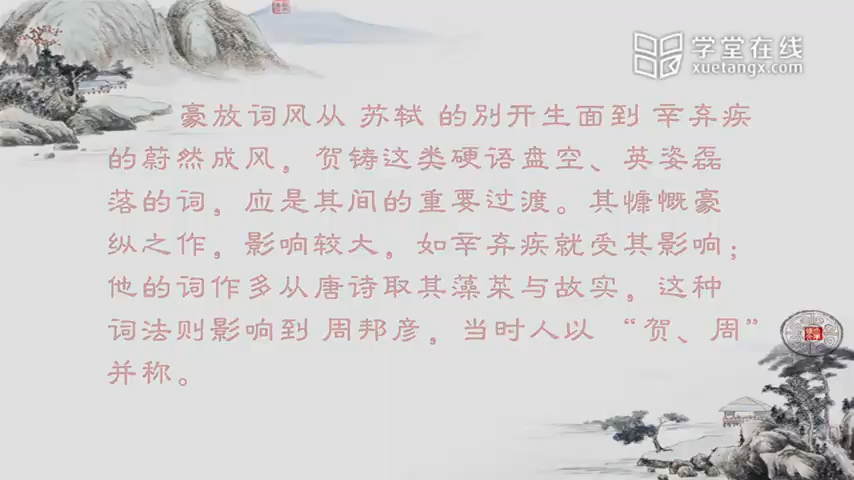 学堂在线
xuetangx.com
豪放词风从 苏轼 的别开生面到 辛弃疾
的蔚然成风，贺铸这类硬语盘空、英姿磊
落的词，应是其间的重要过渡。其慷慨豪
纵之作，影响较大，如辛弃疾就受其影响；
他的词作多从唐诗取其藻菜与故实，这种
词法则影响到 周邦彦，当时人以 “贺、周”
并称。